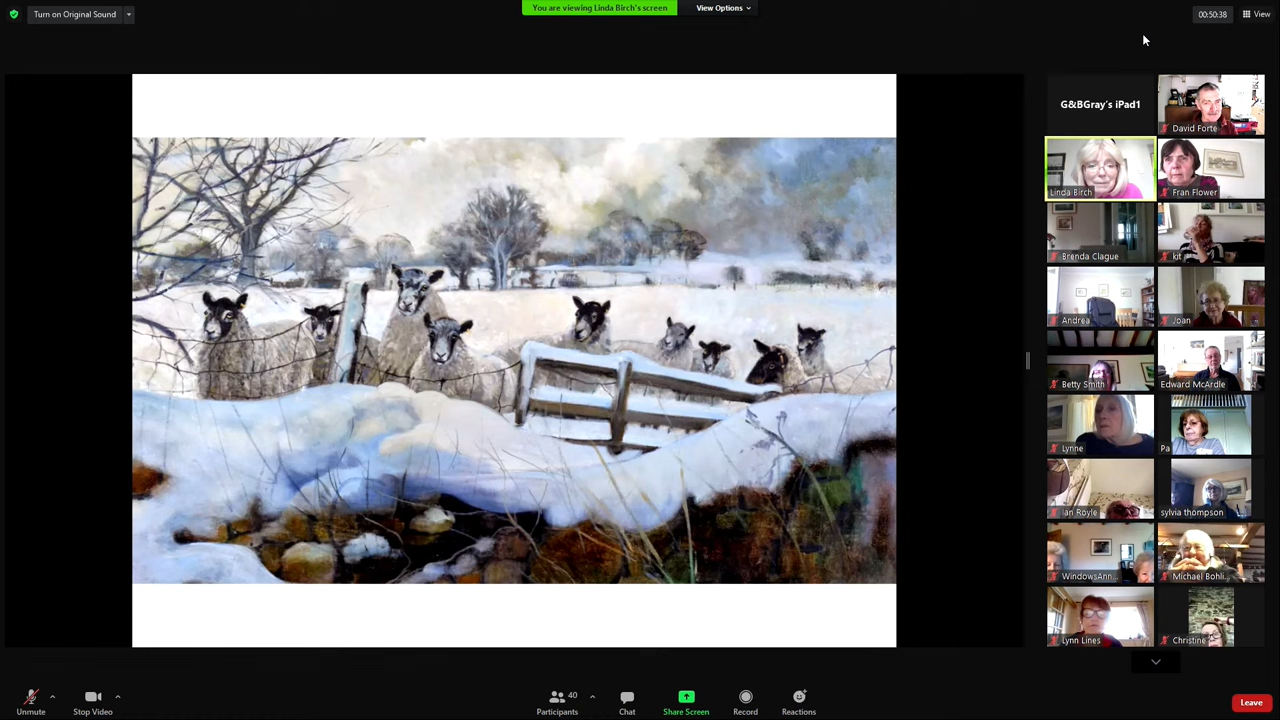 Turn on Original Sound
You are viewing Linda Birch's screen
View Options
00:50:38
View
G&BGray's iPad1
David Forte
Linda Birch
Fran Flower
Brenda Clague
kit
Andrea
Joan
Betty Smith
Edward McArdle
Lynne
Pa
Ian Royle
sylvia thompson
WindowsAnn...
Michael Bohli...
Lynn Lines
Christine
Unmute
Stop Video
Participants
40
Chat
Share Screen
Record
Reactions
Leave